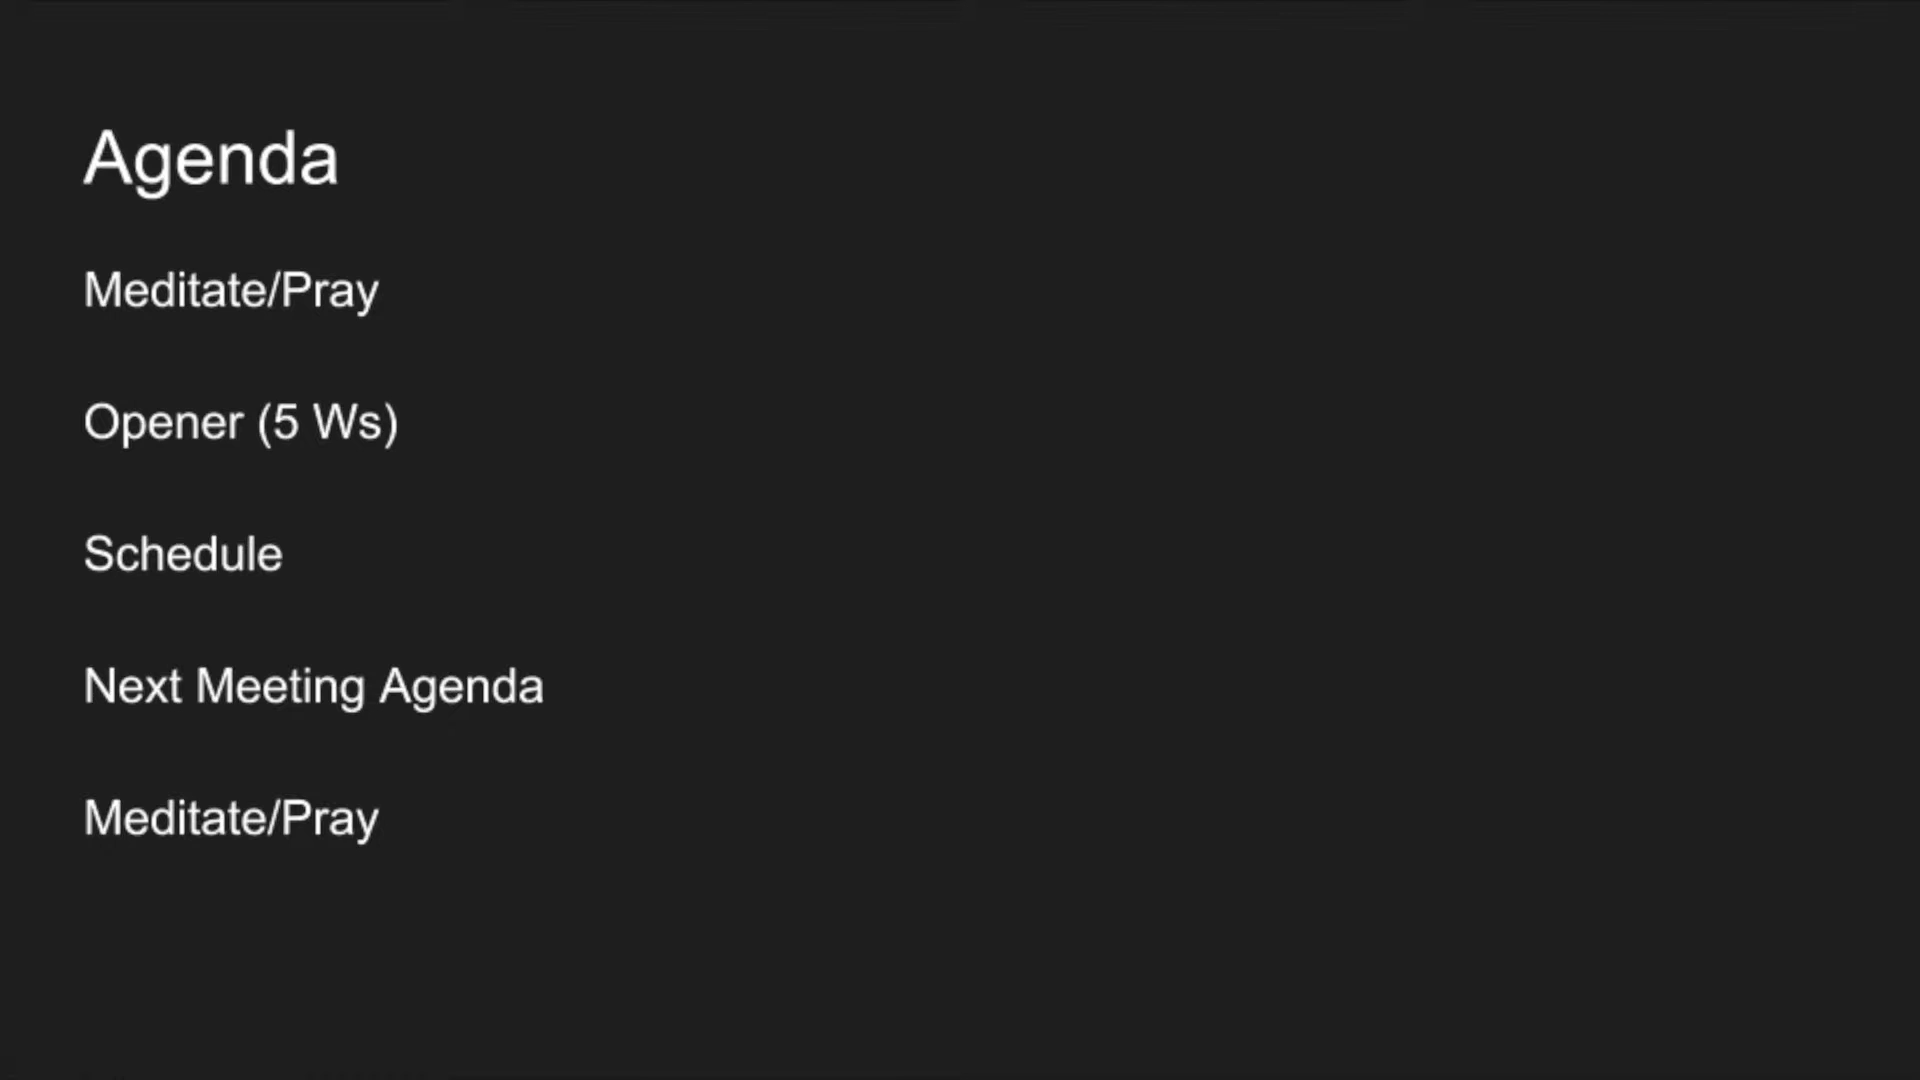 Agenda
Meditate/Pray
Opener (5 Ws)
Schedule
Next Meeting Agenda
Meditate/Pray